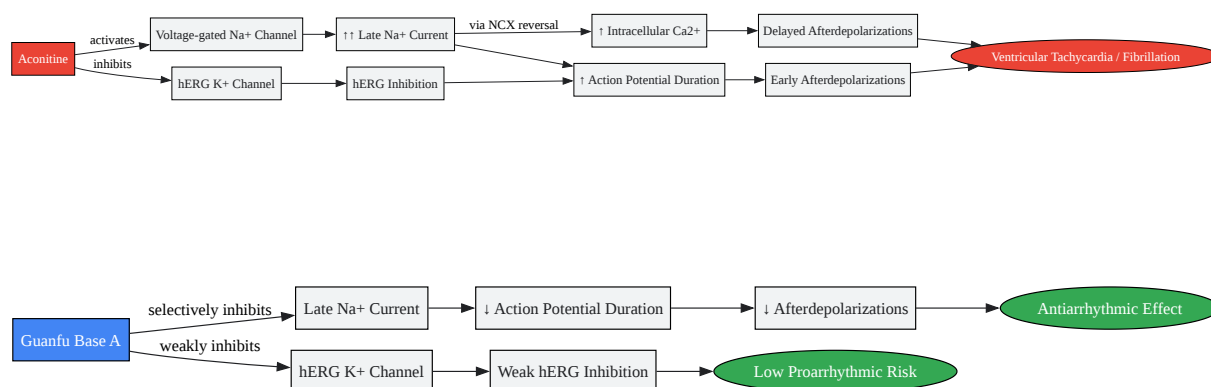 Aconitine
activates
inhibits
Voltage-gated Na+ Channel
↑↑ Late Na+ Current
via NCX reversal
↑ Intracellular Ca2+
Delayed Afterdepolarizations
Ventricular Tachycardia / Fibrillation
hERG K+ Channel
hERG Inhibition
↑ Action Potential Duration
Early Afterdepolarizations
Guanfu Base A
selectively inhibits
weakly inhibits
Late Na+ Current
↓ Action Potential Duration
↓ Afterdepolarizations
Antiarrhythmic Effect
hERG K+ Channel
Weak hERG Inhibition
Low Proarrhythmic Risk